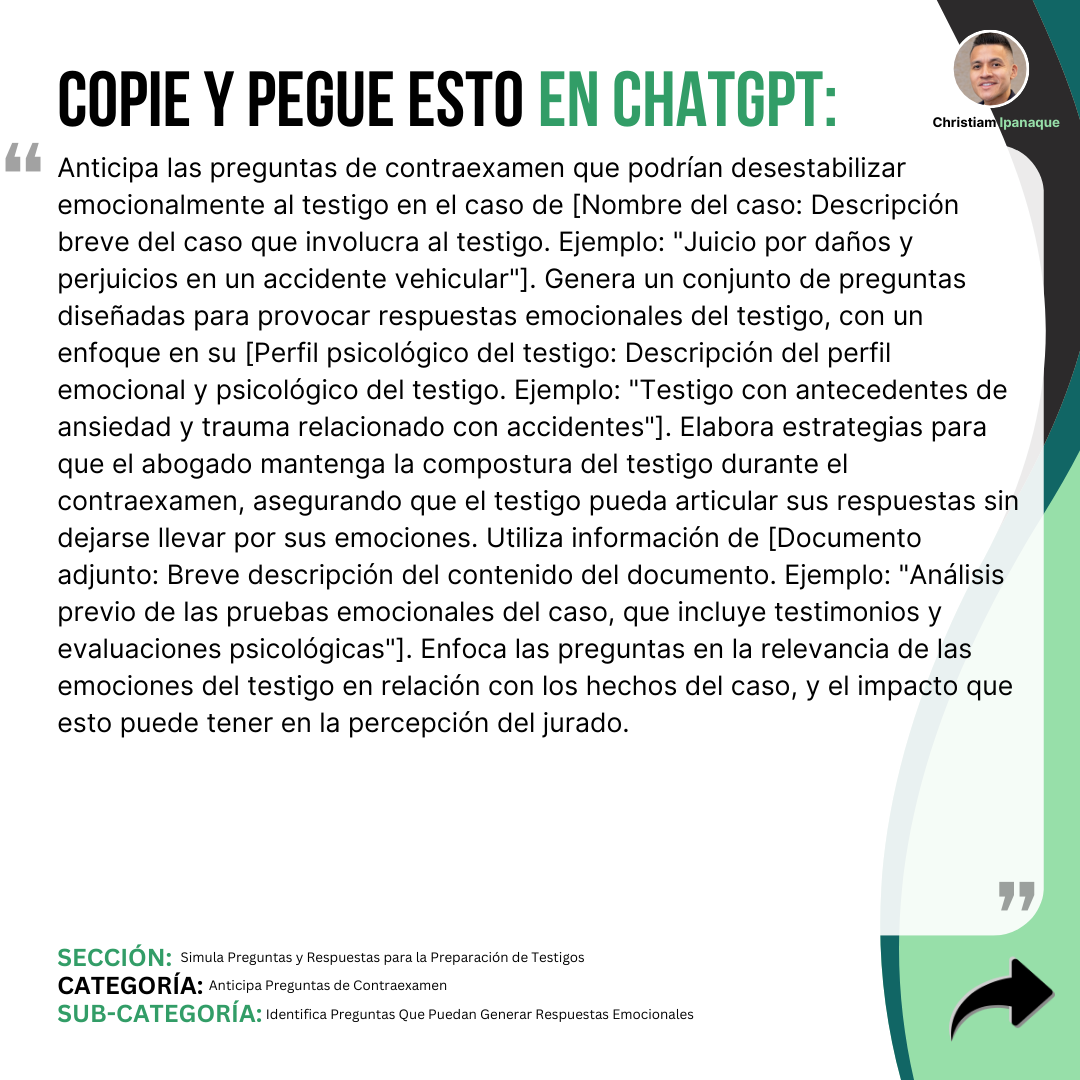 COPIE Y PEGUE ESTO EN CHATGPT:
Christiam Ipanaque
“
Anticipa las preguntas de contraexamen que podrían desestabilizar
emocionalmente al testigo en el caso de [Nombre del caso: Descripción
breve del caso que involucra al testigo. Ejemplo: "Juicio por daños y
perjuicios en un accidente vehicular"]. Genera un conjunto de preguntas
diseñadas para provocar respuestas emocionales del testigo, con un
enfoque en su [Perfil psicológico del testigo: Descripción del perfil
emocional y psicológico del testigo. Ejemplo: "Testigo con antecedentes de
ansiedad y trauma relacionado con accidentes"]. Elabora estrategias para
que el abogado mantenga la compostura del testigo durante el
contraexamen, asegurando que el testigo pueda articular sus respuestas sin
dejarse llevar por sus emociones. Utiliza información de [Documento
adjunto: Breve descripción del contenido del documento. Ejemplo: "Análisis
previo de las pruebas emocionales del caso, que incluye testimonios y
evaluaciones psicológicas"]. Enfoca las preguntas en la relevancia de las
emociones del testigo en relación con los hechos del caso, y el impacto que
esto puede tener en la percepción del jurado.
”
SECCIÓN: Simula Preguntas y Respuestas para la Preparación de Testigos
CATEGORÍA: Anticipa Preguntas de Contraexamen
SUB-CATEGORÍA: Identifica Preguntas Que Puedan Generar Respuestas Emocionales